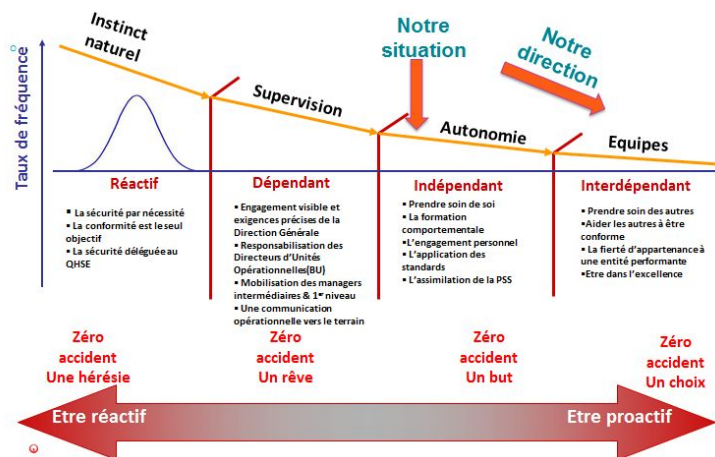 Instinct
naturel
Notre
situation
Notre
direction
Taux de fréquence
Supervision
Autonomie
Equipes
Réactif
▪ La sécurité par nécessité
▪ La conformité est le seul
objectif
▪ La sécurité déléguée au
QHSE
Dépendant
▪ Engagement visible et
exigences précises de la
Direction Générale
▪ Responsabilisation des
Directeurs d'Unités
Opérationnelles(BU)
▪ Mobilisation des managers
intermédiaires & 1er niveau
▪ Une communication
opérationnelle vers le terrain
Indépendant
▪ Prendre soin de soi
▪ La formation
comportementale
▪L'engagement personnel
▪ L'application des
standards
▪ L'assimilation de la PSS
Interdépendant
▪ Prendre soin des autres
▪Aider les autres à être
conforme
▪ La fierté d'appartenance à
une entité performante
▪Etre dans l'excellence
Zéro
accident
Une hérésie
Zéro
accident
Un rêve
Zéro
accident
Un but
Zéro
accident
Un choix
Etre réactif
Etre proactif